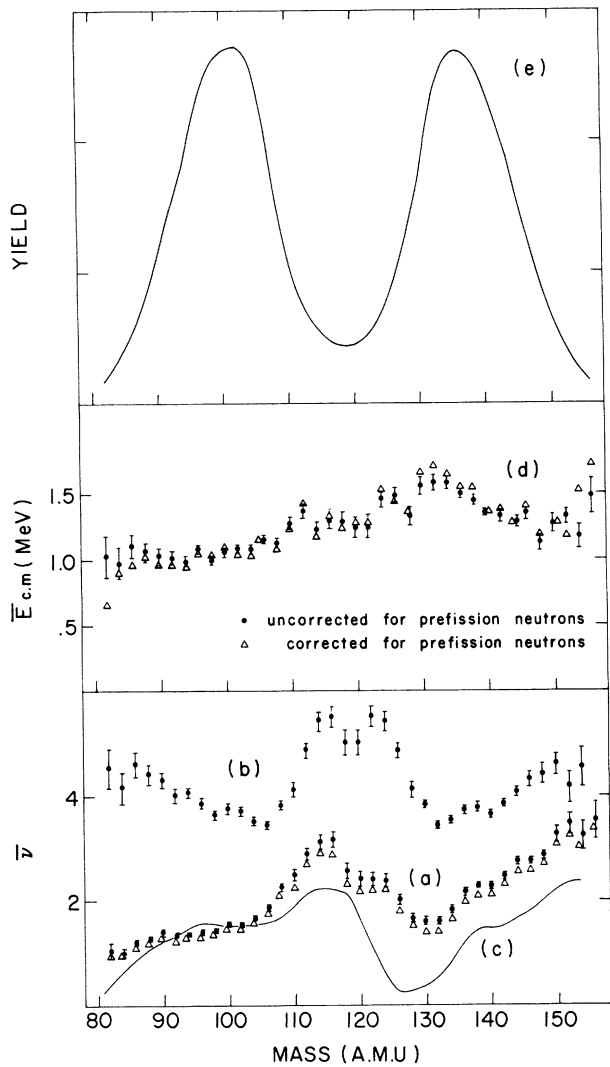 (e)
YIELD
(d)
1.5
1.0
.5
E̅c.m (MeV)
• uncorrected for prefission neutrons
△ corrected for prefission neutrons
(b)
4
(a)
2
(c)
ν̅
80 90 100 110 120 130 140 150
MASS (A.M.U)